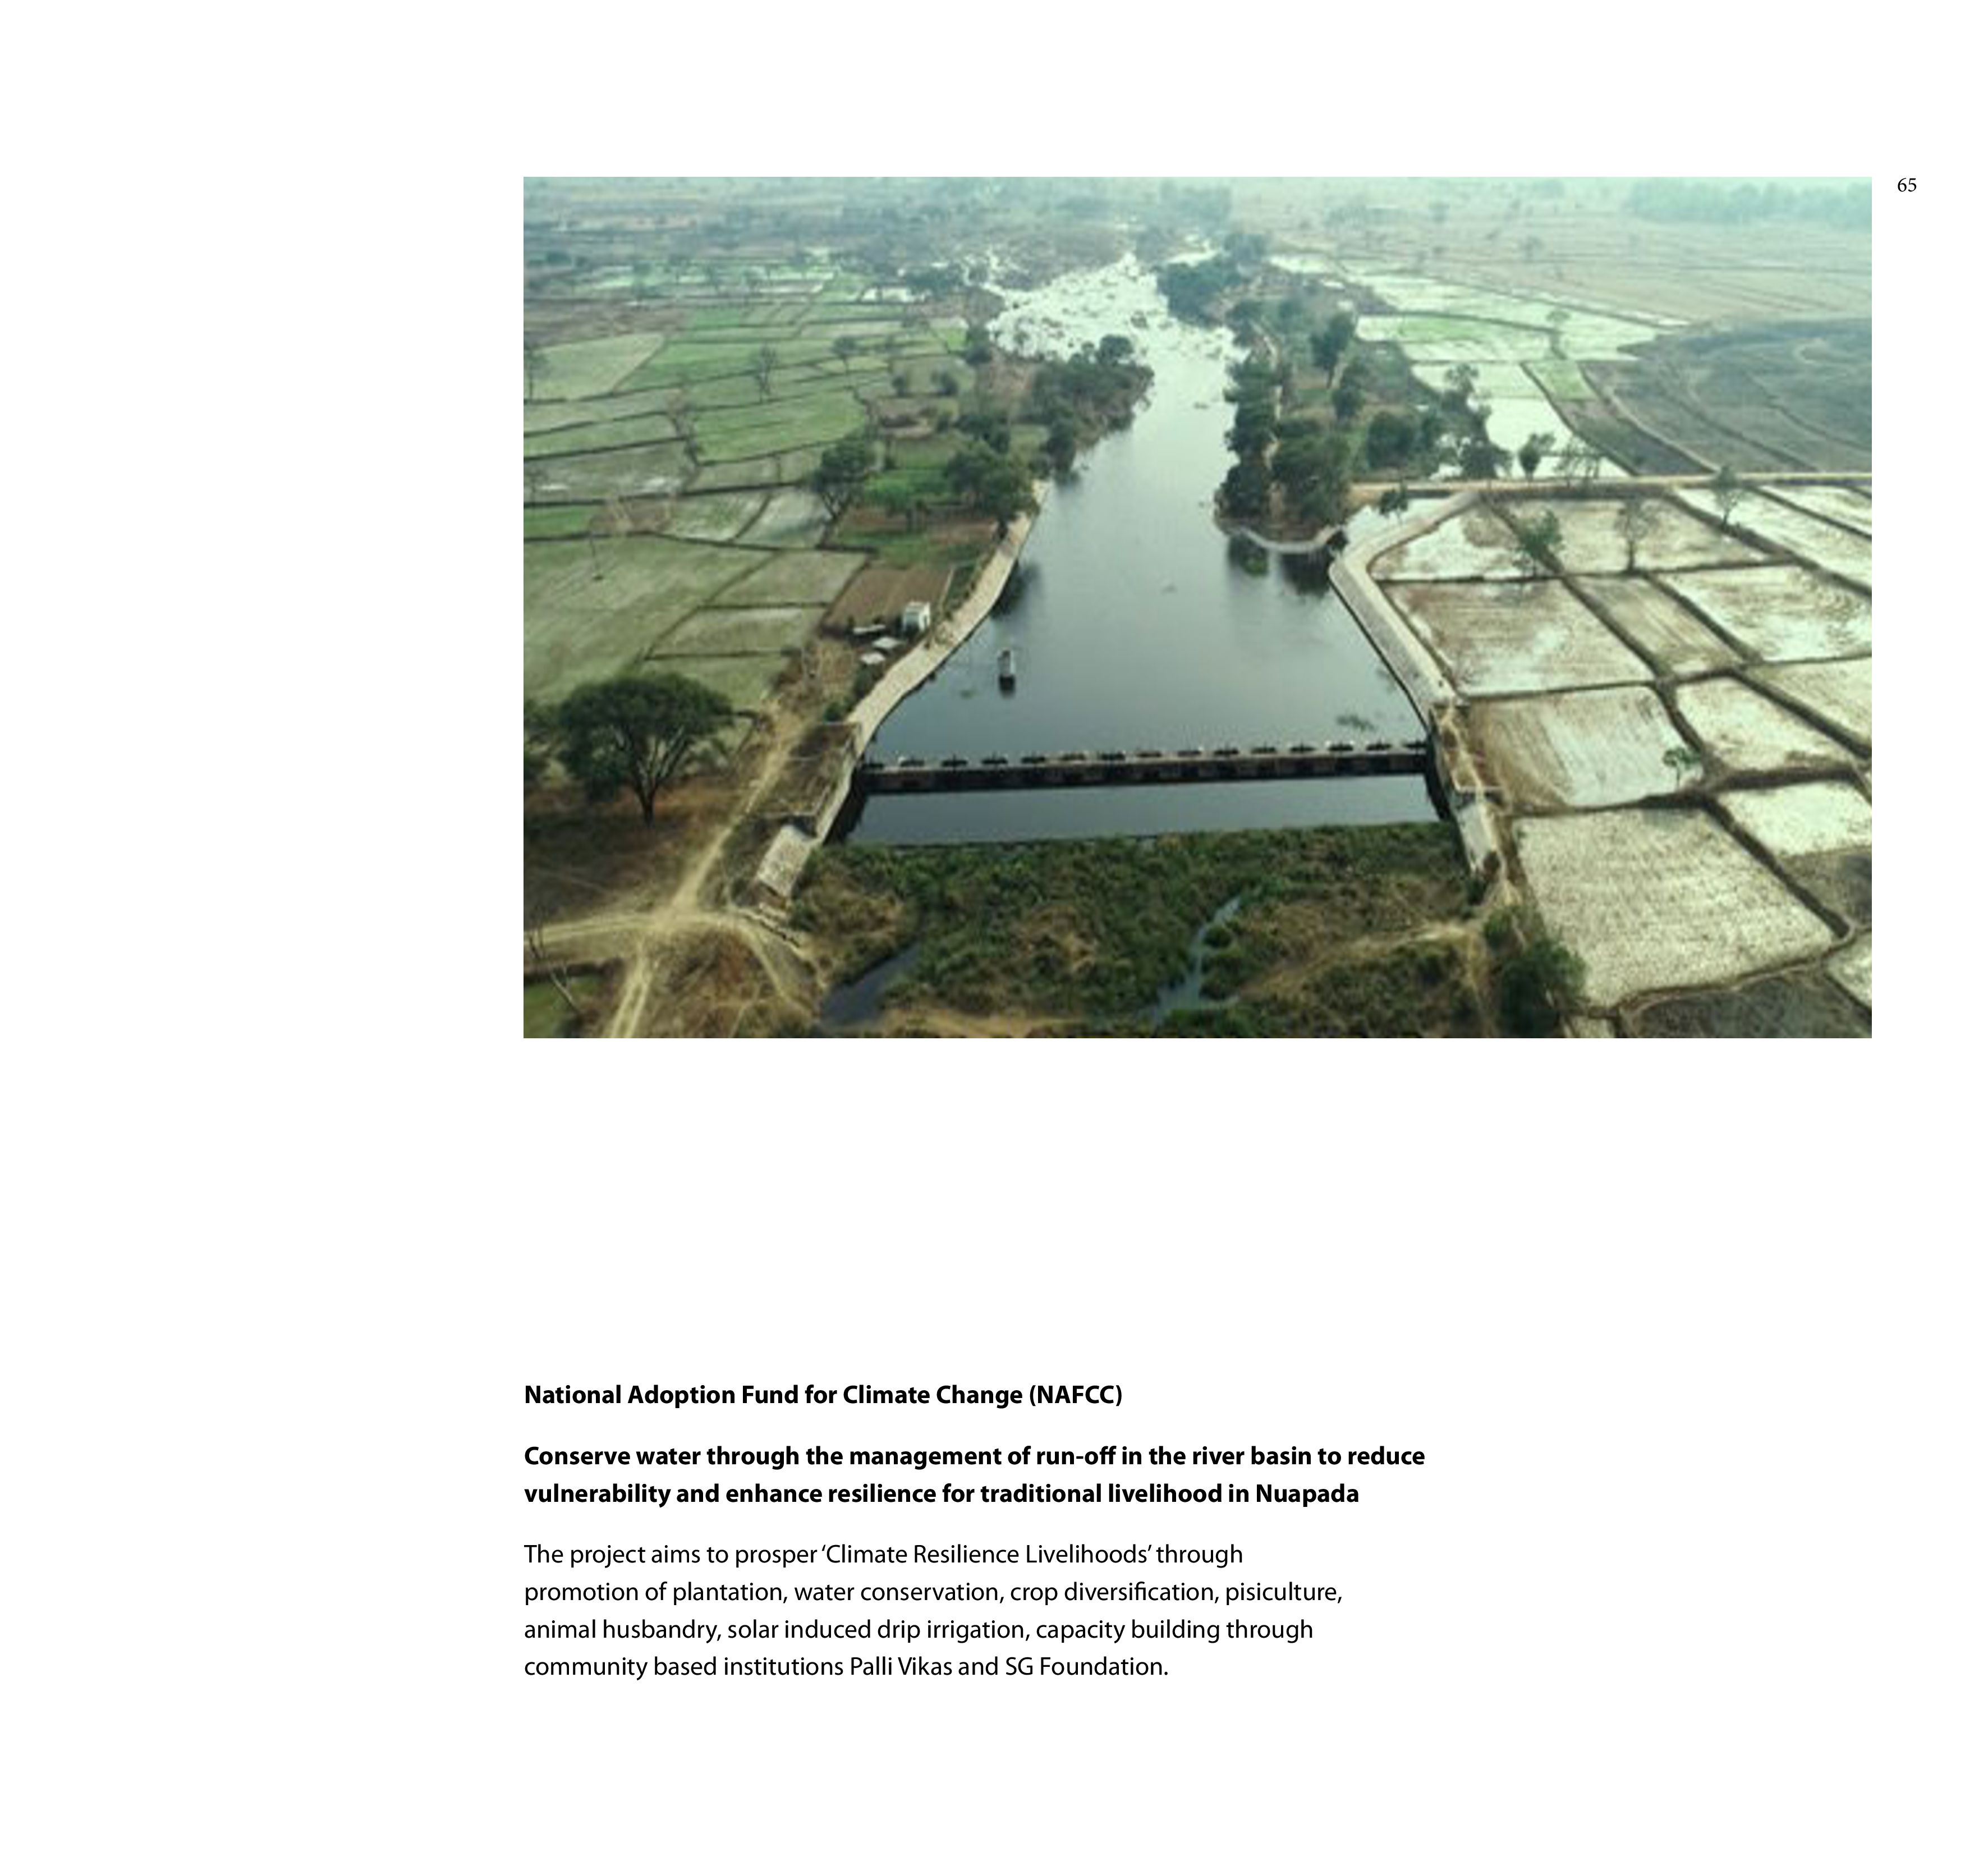 65
National Adoption Fund for Climate Change (NAFCC)
Conserve water through the management of run-off in the river basin to reduce
vulnerability and enhance resilience for traditional livelihood in Nuapada
The project aims to prosper ‘Climate Resilience Livelihoods’ through
promotion of plantation, water conservation, crop diversification, pisiculture,
animal husbandry, solar induced drip irrigation, capacity building through
community based institutions Palli Vikas and SG Foundation.